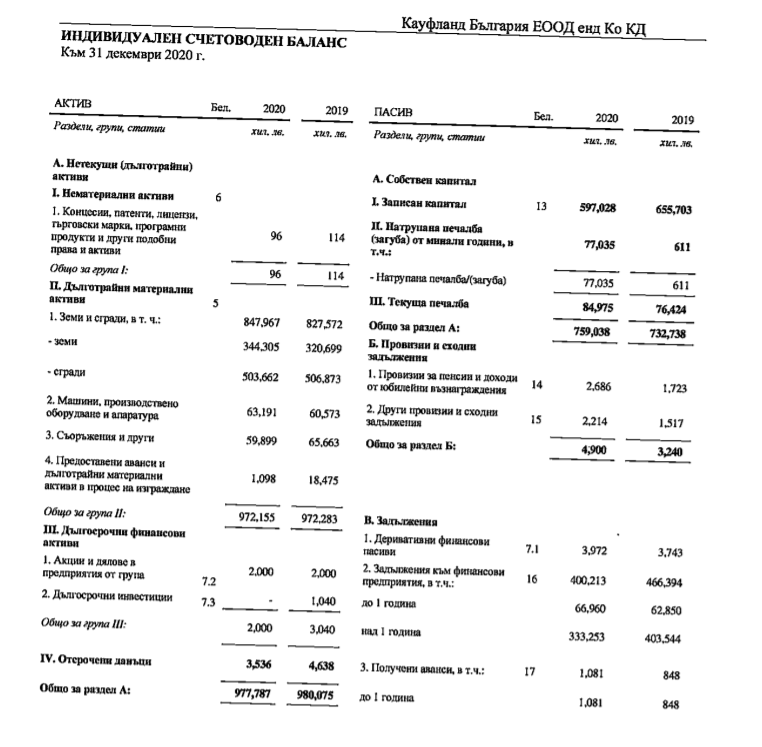 Кауфланд България ЕООД енд Ко КД
ИНДИВИДУАЛЕН СЧЕТОВОДЕН БАЛАНС
Към 31 декември 2020 г.
АКТИВ Бел. 2020 2019
Раздели, групи, статии хил. лв. хил. лв.
А. Нетекущи (дълготрайни)
активи
I. Нематериални активи 6
1. Концесии, патенти, лицензи,
търговски марки, програмни
продукти и други подобни
права и активи 96 114
Общо за група I: 96 114
II. Дълготрайни материални
активи 5
1. Земи и сгради, в т. ч.: 847,967 827,572
- земи 344,305 320,699
- сгради 503,662 506,873
2. Машини, производствено
оборудване и апаратура 63,191 60,573
3. Съоръжения и други 59,899 65,663
4. Предоставени аванси и
дълготрайни материални
активи в процес на изграждане 1,098 18,475
Общо за група II: 972,155 972,283
III. Дългосрочни финансови
активи
1. Акции и дялове в
предприятия от група 7.2 2,000 2,000
2. Дългосрочни инвестиции 7.3 - 1,040
Общо за група III: 2,000 3,040
IV. Отсрочени данъци 3,536 4,638
Общо за раздел А: 977,787 980,075
ПАСИВ Бел. 2020 2019
Раздели, групи, статии хил. лв. хил. лв.
А. Собствен капитал
I. Записан капитал 13 597,028 655,703
II. Натрупана печалба
(загуба) от минали години, в
т.ч.: 77,035 611
- Натрупана печалба/(загуба) 77,035 611
III. Текуща печалба 84,975 76,424
Общо за раздел А: 759,038 732,738
Б. Провизии и сходни
задължения
1. Провизии за пенсии и доходи
от юбилейни възнаграждения 14 2,686 1,723
2. Други провизии и сходни
задължения 15 2,214 1,517
Общо за раздел Б: 4,900 3,240
В. Задължения
1. Деривативни финансови
пасиви 7.1 3,972 3,743
2. Задължения към финансови
предприятия, в т.ч.: 16 400,213 466,394
до 1 година 66,960 62,850
над 1 година 333,253 403,544
3. Получени аванси, в т.ч.: 17 1,081 848
до 1 година 1,081 848